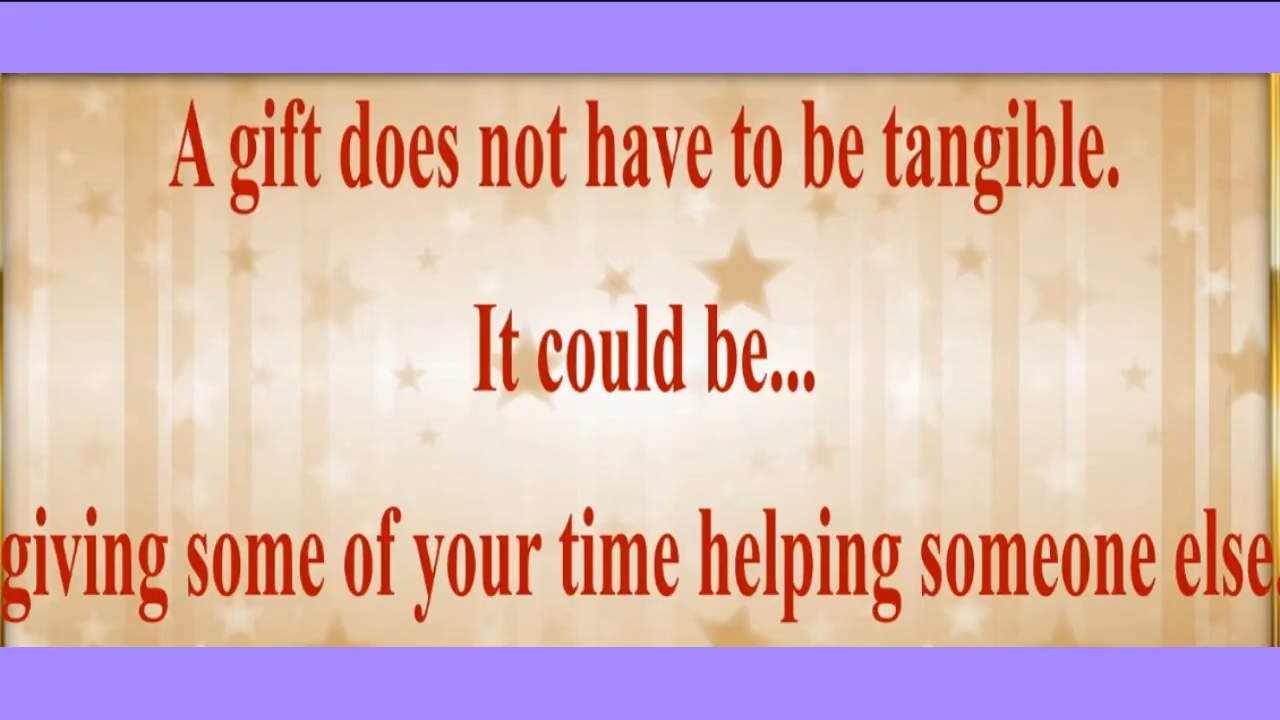 A gift does not have to be tangible.
It could be...
giving some of your time helping someone else.